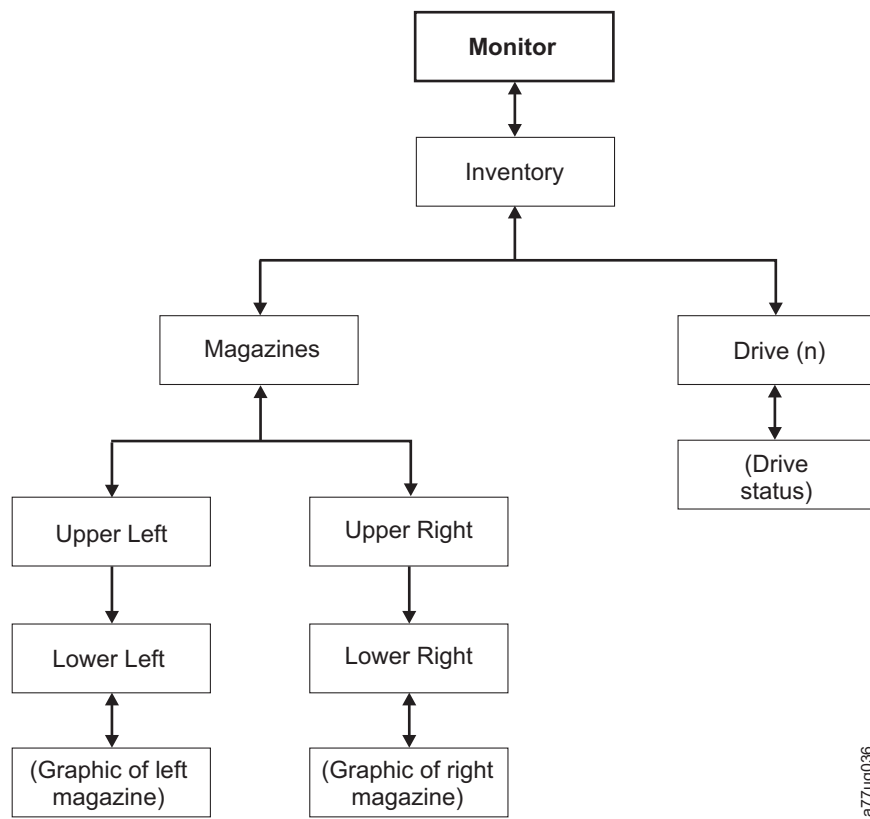 Monitor
Inventory
Magazines
Drive (n)
(Drive
status)
Upper Left
Upper Right
Lower Left
Lower Right
(Graphic of left
magazine)
(Graphic of right
magazine)
a77ug036